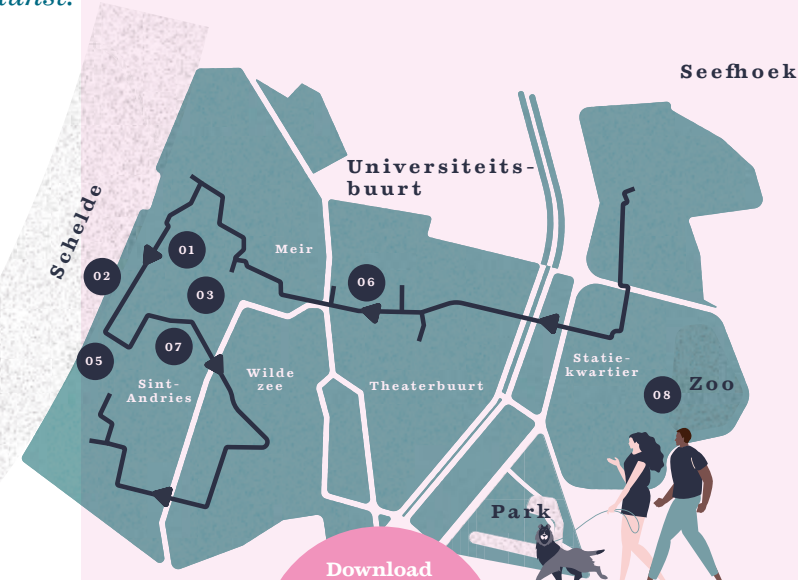 Seefhoek
Universiteits-
buurt
Schelde
01
Meir
02
06
03
07
05
Statie-
kwartier
Wilde
zee
Sint-
Andries
Theaterbuurt
Zoo
08
Park
Download